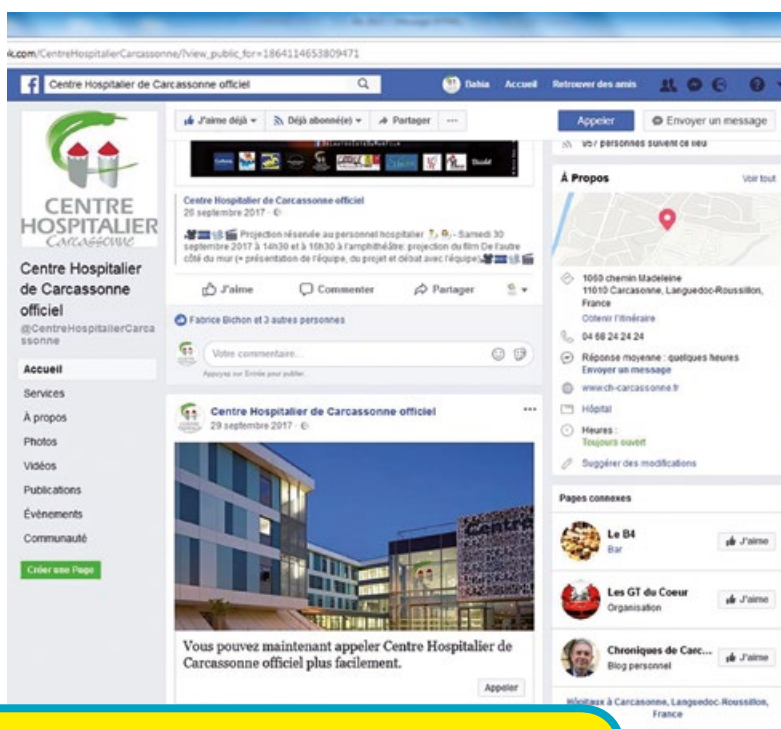 k.com/CentreHospitalierCarcassonne/?view_public_for=1864114653809471
Centre Hospitalier de Carcassonne officiel
Bahia Accueil Retrouver des amis
J'aime déjà Déjà abonné(e) Partager ...
Appeler Envoyer un message
957 personnes suivent ce lieu
CENTRE
HOSPITALIER
Carcassonne
Centre Hospitalier
de Carcassonne
officiel
@CentreHospitalierCarca
ssonne
Accueil
Services
À propos
Photos
Vidéos
Publications
Évènements
Communauté
Créer une Page
Centre Hospitalier de Carcassonne officiel
26 septembre 2017
Projection réservée au personnel hospitalier - Samedi 30
septembre 2017 à 14h30 et à 16h30 à l'amphithéâtre: projection du film De l'autre
côté du mur (+ présentation de l'équipe, du projet et débat avec l'équipe)
J'aime Commenter Partager
Fabrice Bichon et 3 autres personnes
Votre commentaire...
Appuyez sur Entrée pour publier.
Centre Hospitalier de Carcassonne officiel
29 septembre 2017
Centre
Vous pouvez maintenant appeler Centre Hospitalier de
Carcassonne officiel plus facilement.
Appeler
À Propos Voir tout
1060 chemin Madeleine
11010 Carcasonne, Languedoc-Roussillon,
France
Obtenir l'itinéraire
04 68 24 24 24
Réponse moyenne : quelques heures
Envoyer un message
www.ch-carcassonne.fr
Hôpital
Heures :
Toujours ouvert
Suggérer des modifications
Pages connexes
Le B4
Bar
J'aime
Les GT du Coeur
Organisation
J'aime
Chroniques de Carc...
Blog personnel
J'aime
Hôpitaux à Carcasonne, Languedoc-Roussillon,
France